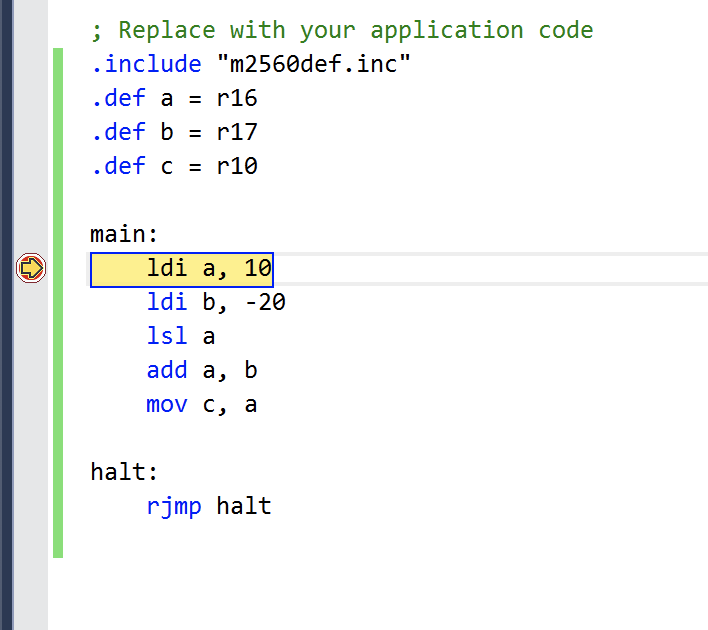 ; Replace with your application code
.include "m2560def.inc"
.def a = r16
.def b = r17
.def c = r10
main:
ldi a, 10
ldi b, -20
lsl a
add a, b
mov c, a
halt:
rjmp halt